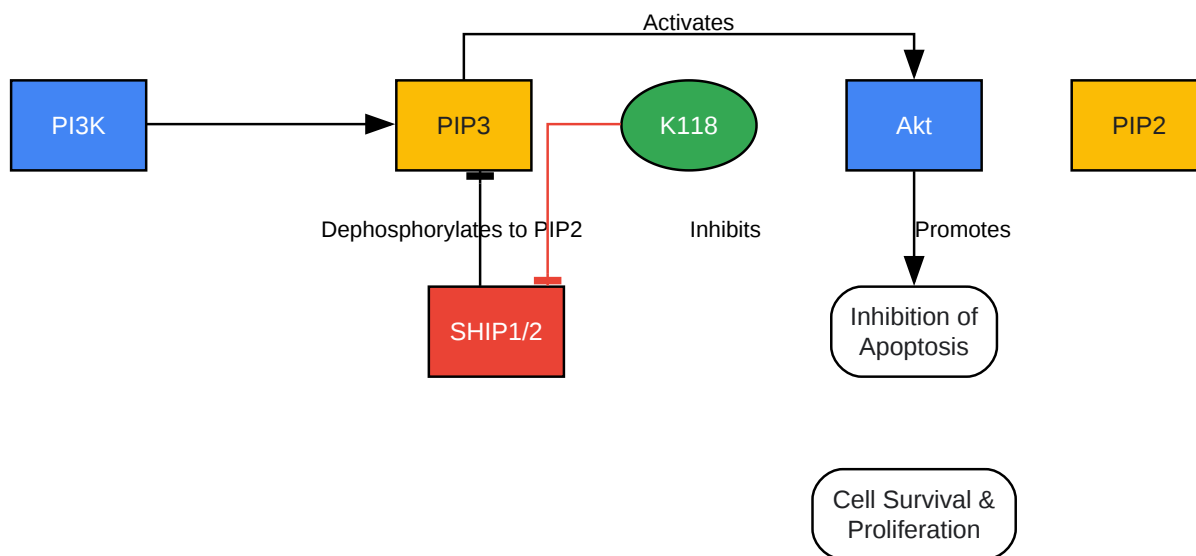 Activates
PI3K
PIP3
K118
Akt
PIP2
Dephosphorylates to PIP2
Inhibits
Promotes
SHIP1/2
Inhibition of
Apoptosis
Cell Survival &
Proliferation